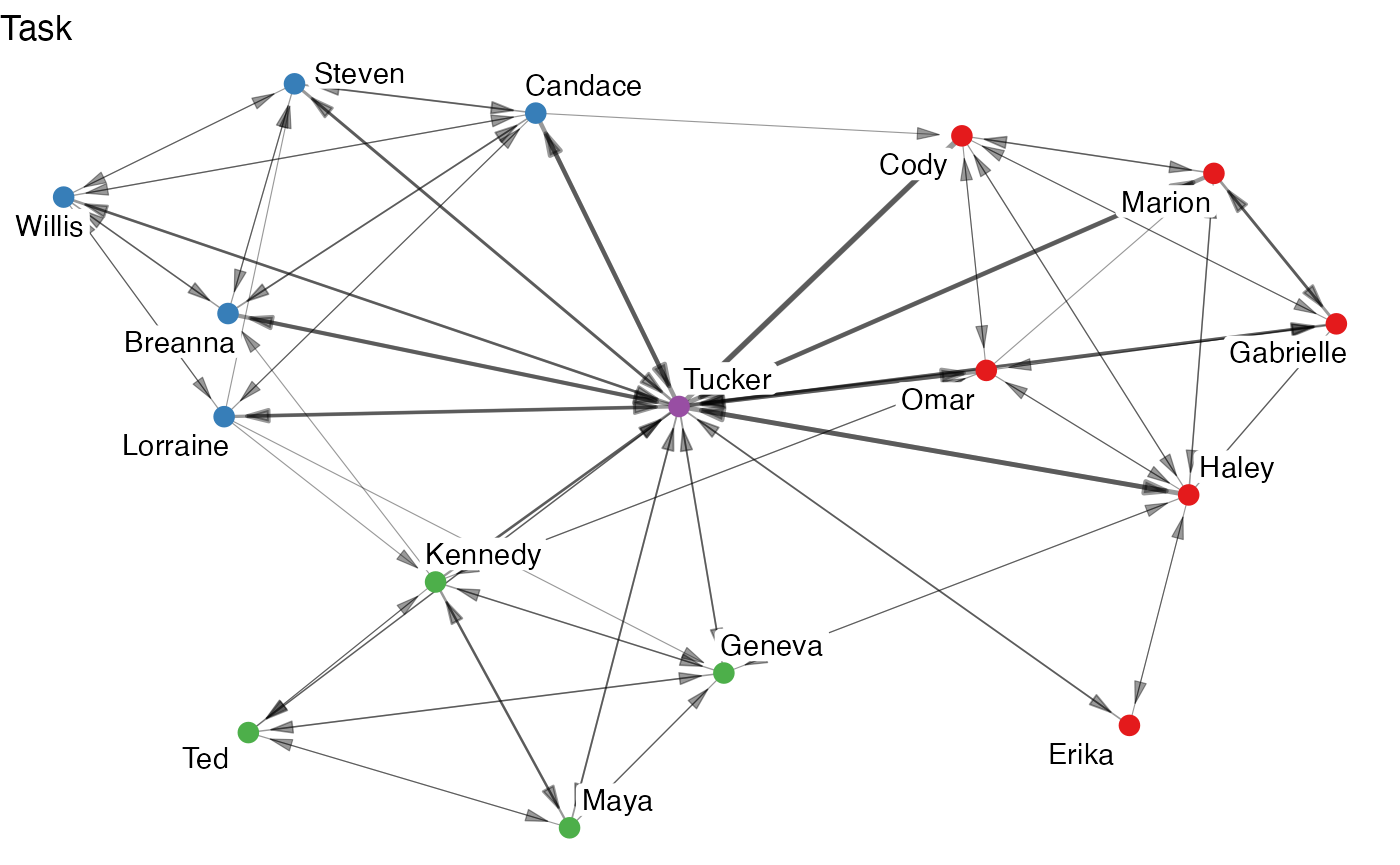 Task
Steven
Candace
Cody
Marion
Willis
Breanna
Gabrielle
Tucker
Omar
Lorraine
Haley
Kennedy
Geneva
Ted
Erika
Maya